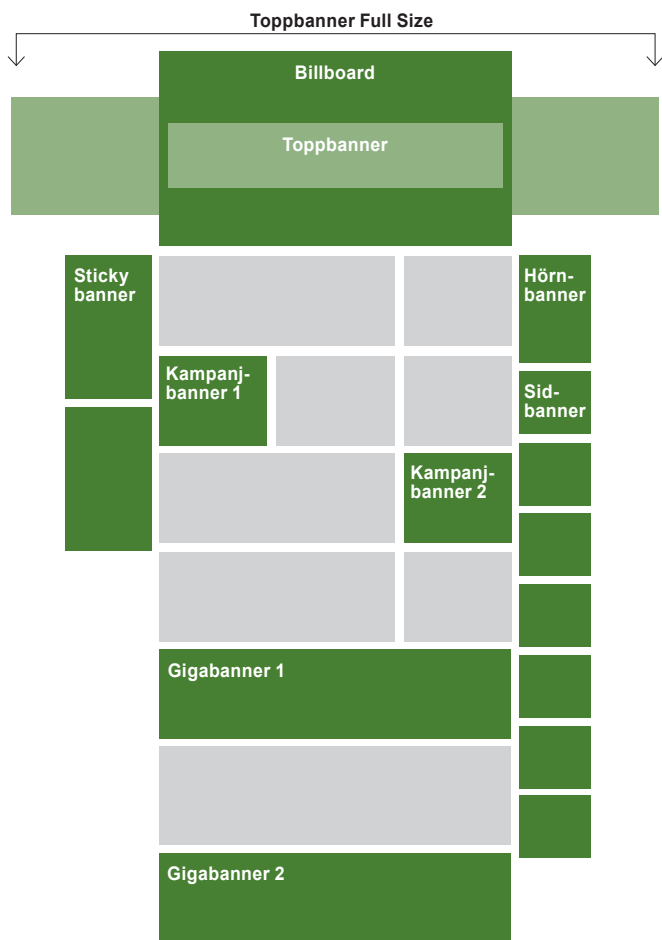 Toppbanner Full Size
Billboard
Toppbanner
Sticky
banner
Hörn-
banner
Kampanj-
banner 1
Sid-
banner
Kampanj-
banner 2
Gigabanner 1
Gigabanner 2